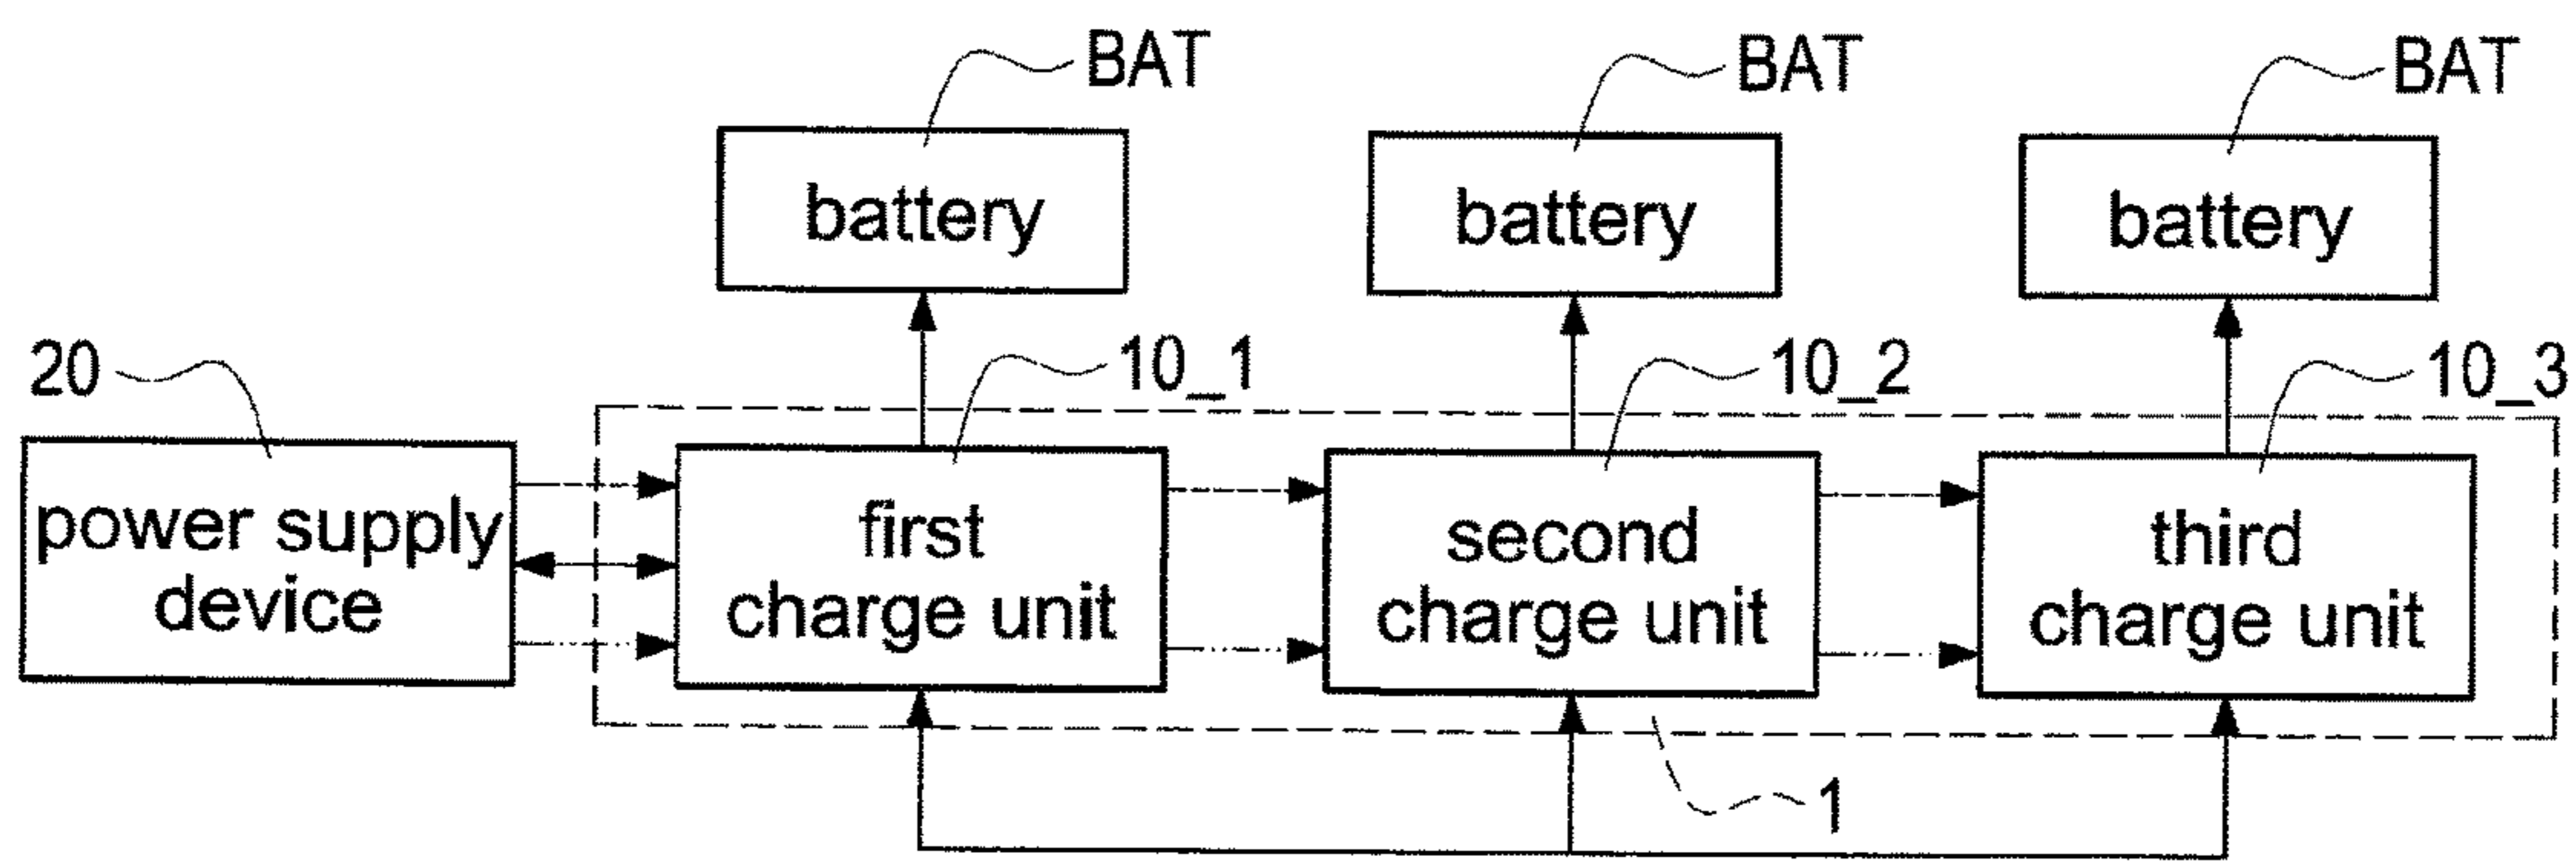 BAT BAT BAT
battery battery battery
20 10_1 10_2 10_3
power supply
device
first
charge unit
second
charge unit
third
charge unit
1